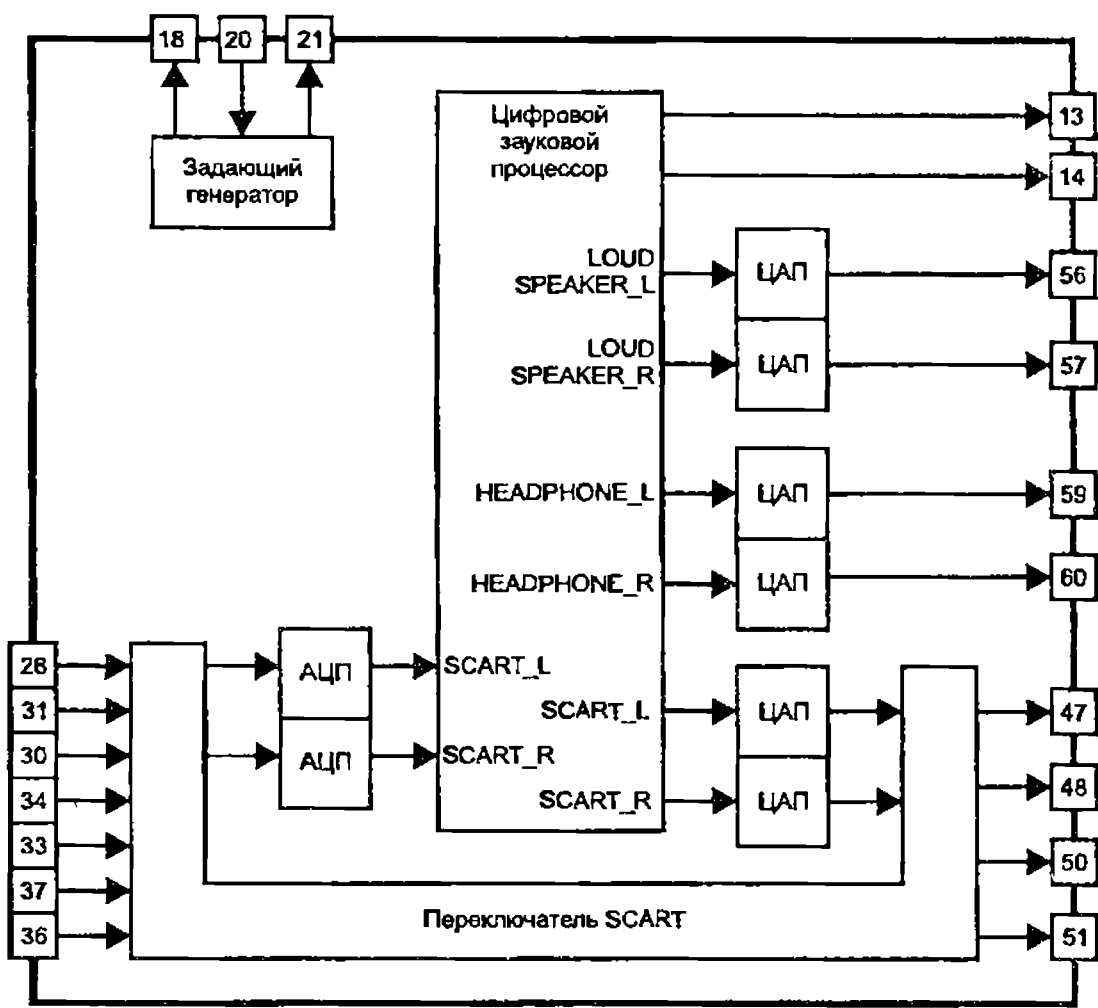 18 20 21
Задающий
генератор
Цифровой
зауковой
процессор
13
14
LOUD
SPEAKER_L
ЦАП
56
LOUD
SPEAKER_R
ЦАП
57
HEADPHONE_L
ЦАП
59
HEADPHONE_R
ЦАП
60
28
31
30
34
33
37
36
АЦП
SCART_L
АЦП
SCART_R
SCART_L
ЦАП
SCART_R
ЦАП
47
48
50
51
Переключатель SCART